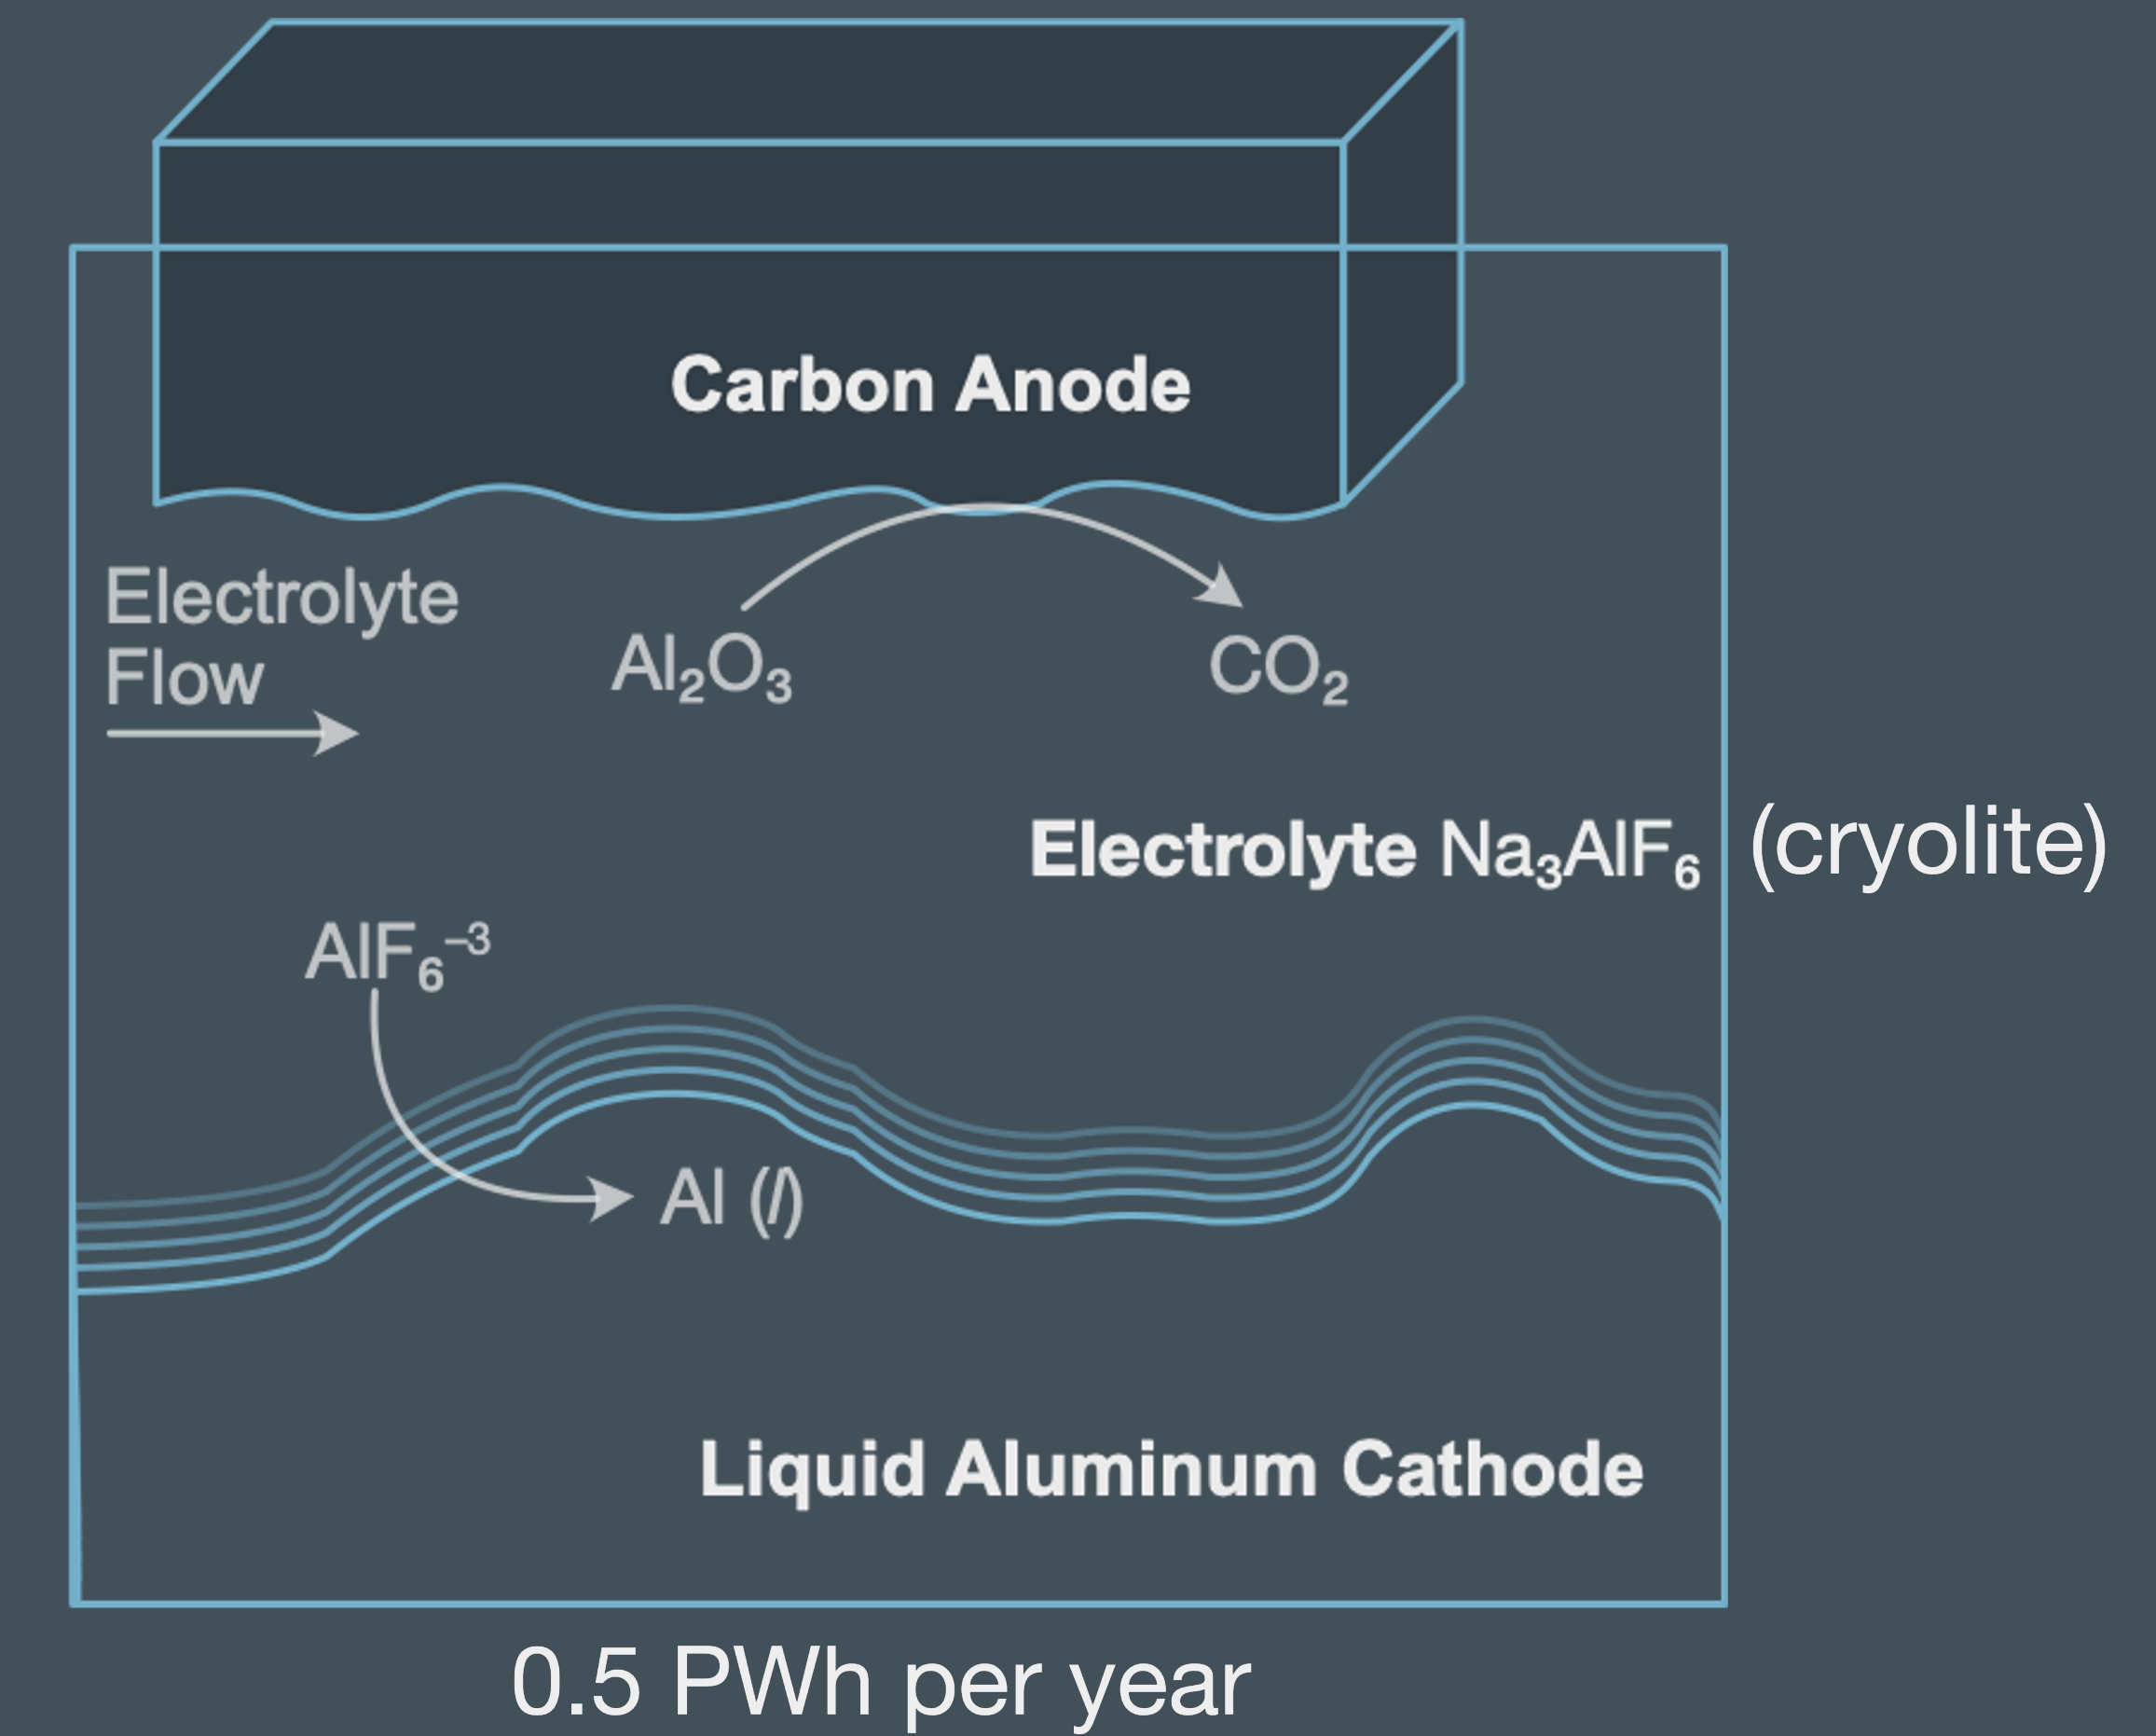 Carbon Anode
Electrolyte
Flow
Al₂O₃
CO₂
Electrolyte Na₃AlF₆ (cryolite)
AlF₆⁻³
Al (l)
Liquid Aluminum Cathode
0.5 PWh per year